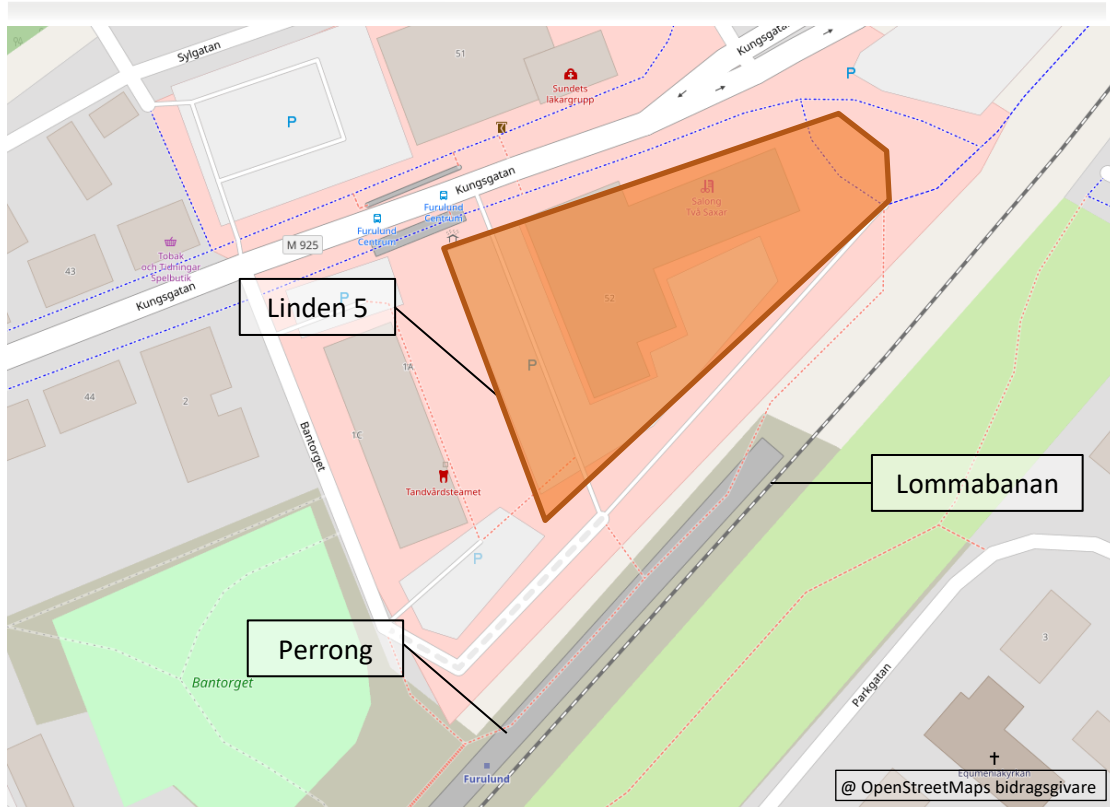 Sylgatan
51
Kungsgatan
P
Sundets
läkargrupp
P
Kungsgatan
Furulund
Centrum
Furulund
Centrum
Salong
Två Saxar
M 925
Tobak
och Tidningar
Spelbutik
43
Kungsgatan
Linden 5
P
52
P
1A
44
2
1C
Bantorget
Tandvårdsteamet
Lommabanan
P
Perrong
3
Bantorget
Parkgatan
Furulund
Equmeniakyrkan
@ OpenStreetMaps bidragsgivare